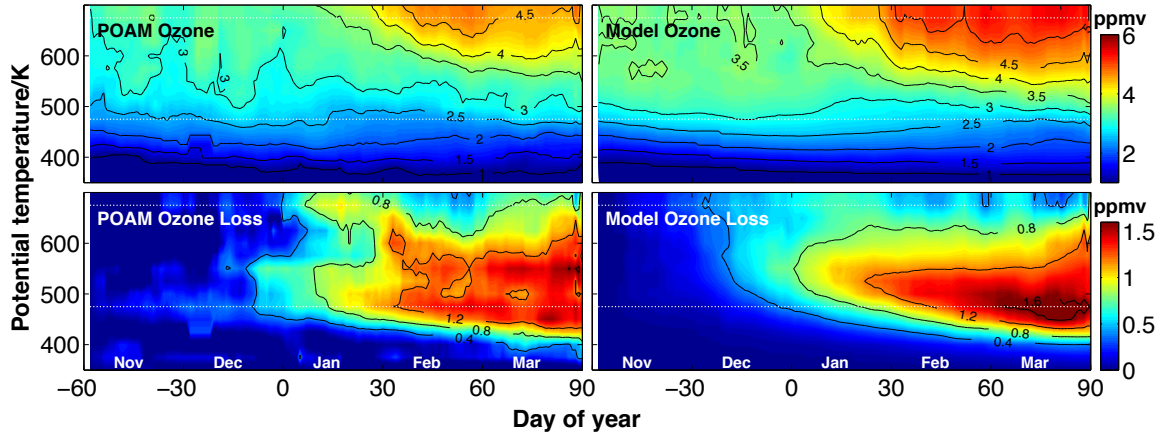 POAM Ozone
3
3
4.5
4
3
2.5
2
1.5
Model Ozone
3.5
4.5
4
3.5
3
2.5
2
1.5
ppmv
6
4
2
600
500
400
Potential temperature/K
POAM Ozone Loss
0.8
1.2
0.8
0.4
Nov
Dec
Jan
Feb
Mar
Model Ozone Loss
0.8
1.6
1.2
0.8
0.4
Nov
Dec
Jan
Feb
Mar
ppmv
1.5
1
0.5
0
600
500
400
−60
−30
0
30
60
90
−30
0
30
60
90
Day of year